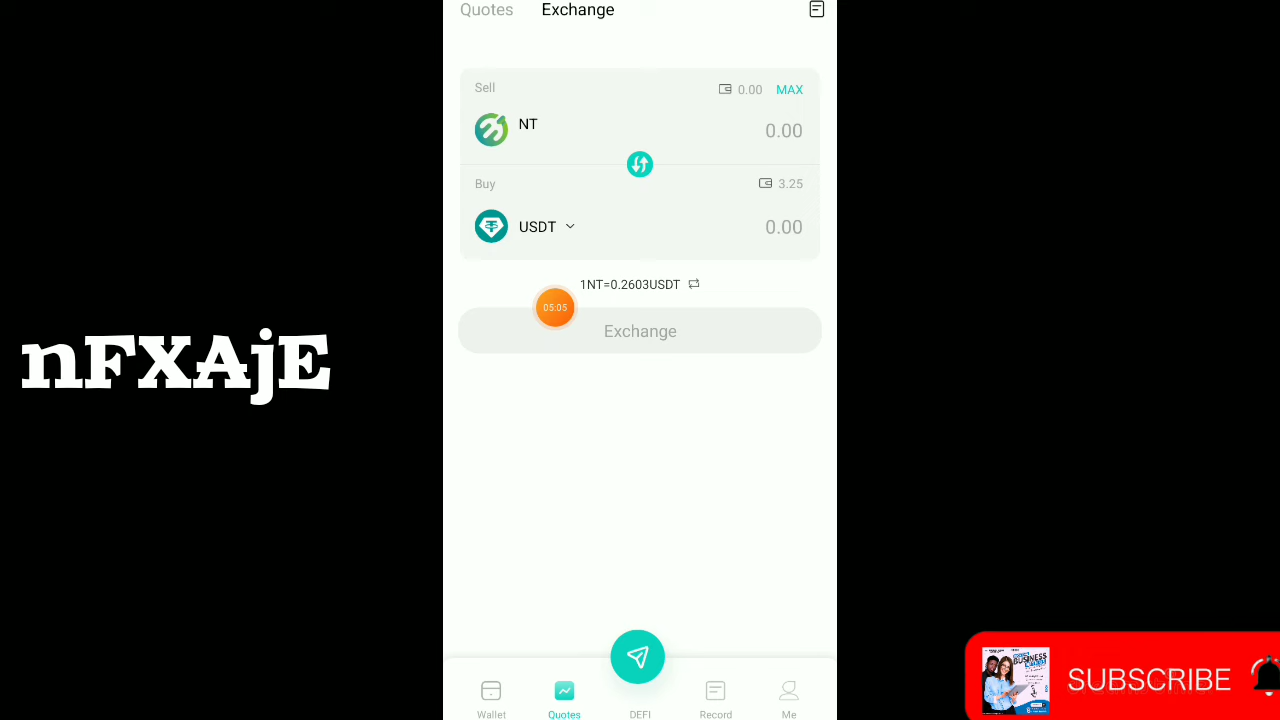 Quotes Exchange
Sell 0.00 MAX
NT 0.00
Buy 3.25
USDT 0.00
1NT=0.2603USDT
05:05
Exchange
nFXAjE
BUSINESS
SUBSCRIBE
Wallet Quotes DEFI Record Me